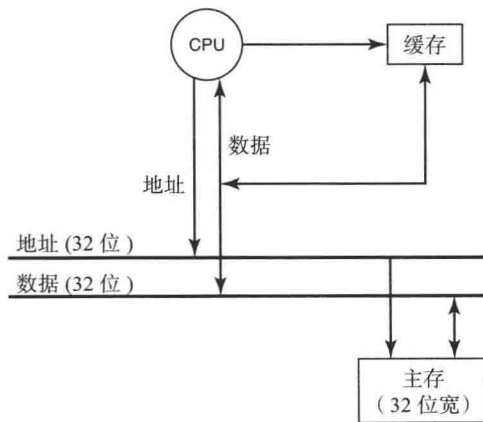 CPU
缓存
数据
地址
地址 (32 位 )
数据 (32 位 )
主存
（ 32 位宽）